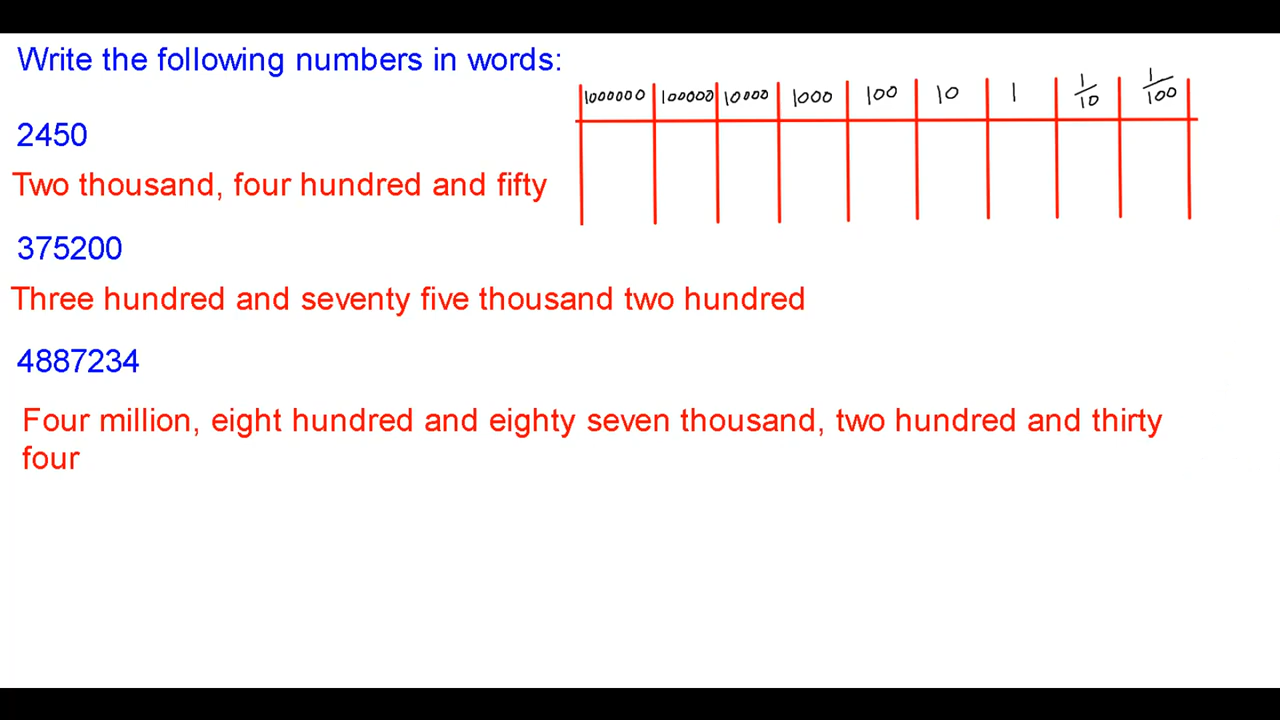 Write the following numbers in words:
1000000 100000 10000 1000 100 10 1 1/10 1/100
2450
Two thousand, four hundred and fifty
375200
Three hundred and seventy five thousand two hundred
4887234
Four million, eight hundred and eighty seven thousand, two hundred and thirty
four